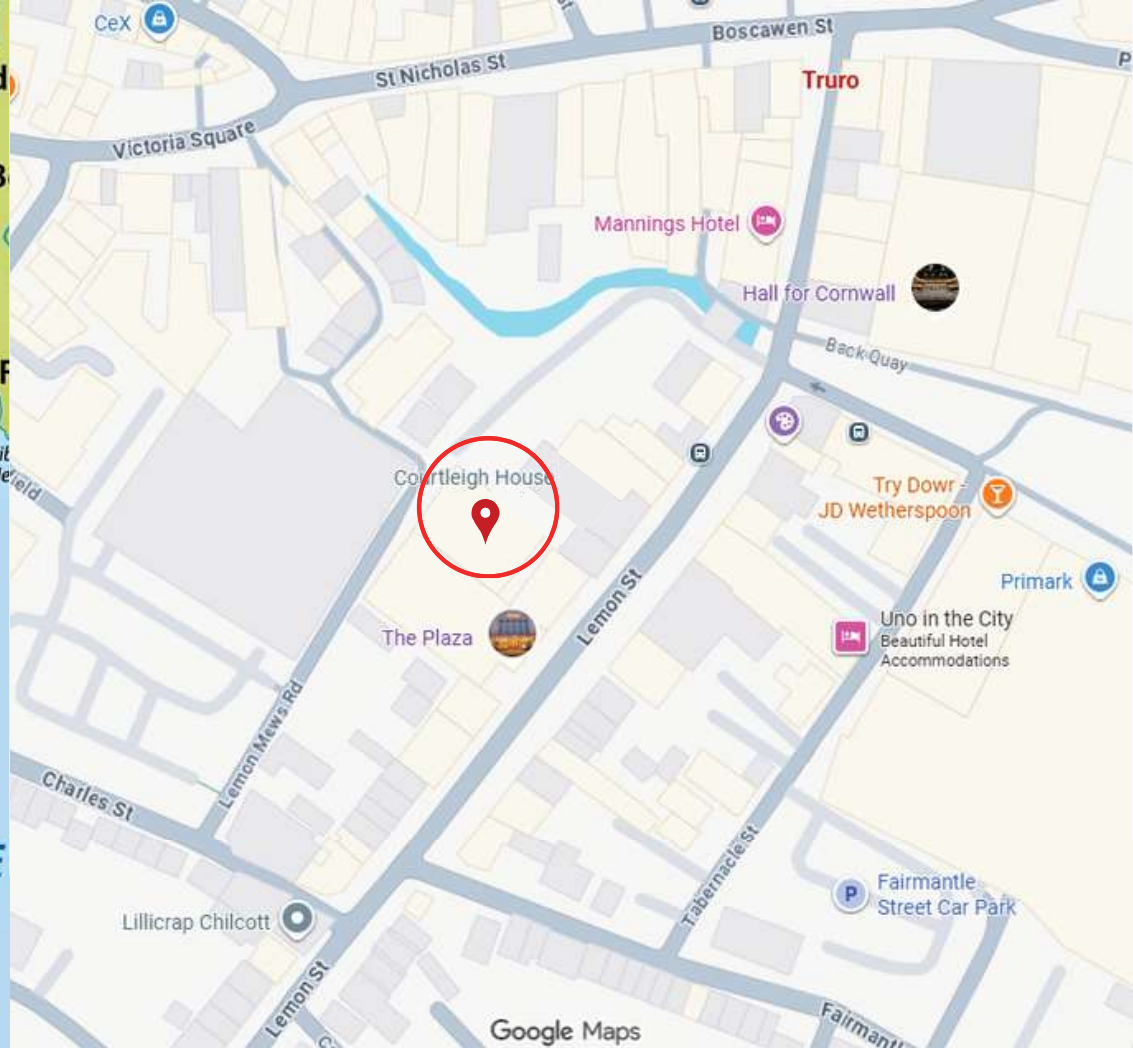 CeX
St Nicholas St
Boscawen St
Truro
Victoria Square
Mannings Hotel
Hall for Cornwall
Back Quay
Courtleigh House
Try Dowr -
JD Wetherspoon
Primark
Uno in the City
Beautiful Hotel
Accommodations
The Plaza
Lemon St
Lemon Mews Rd
Charles St
Tabernacle St
P
Fairmantle
Street Car Park
Lillicrap Chilcott
Lemon St
Google Maps